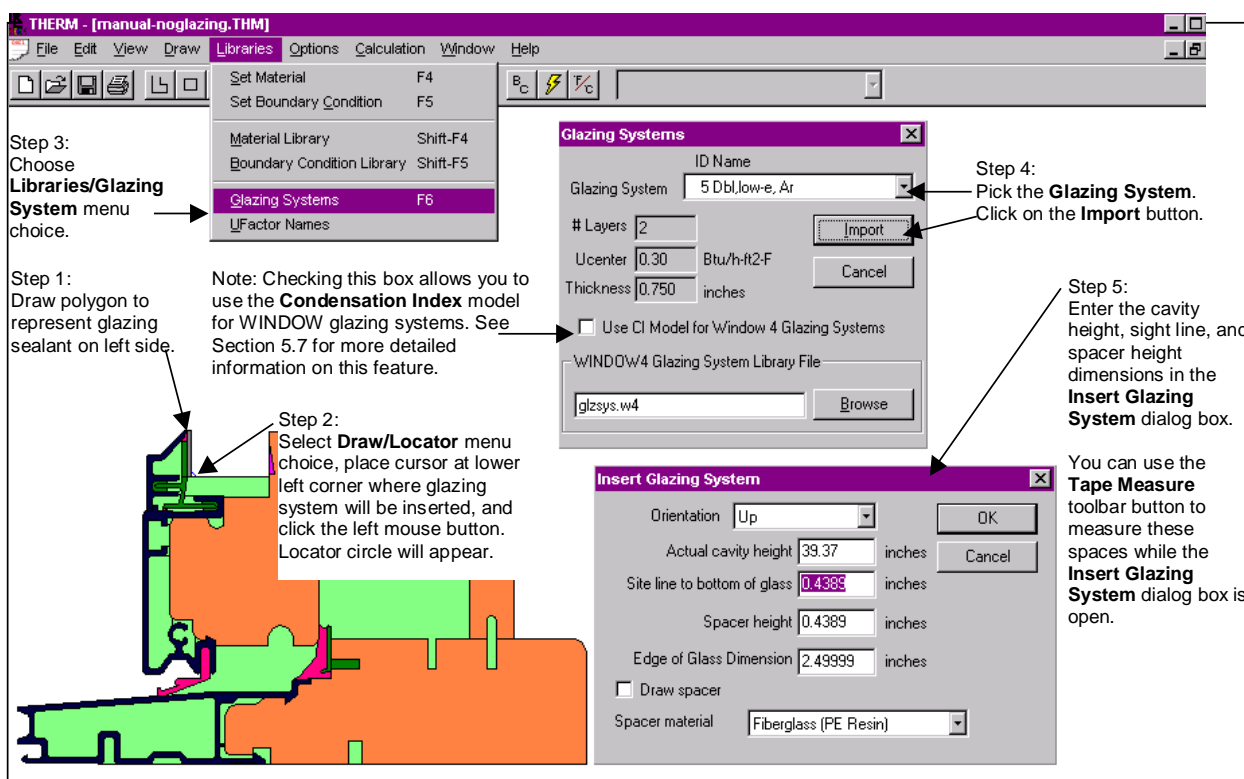 THERM - [manual-noglazing.THM]
File Edit View Draw Libraries Options Calculation Window Help
Set Material F4
Set Boundary Condition F5
Material Library Shift-F4
Boundary Condition Library Shift-F5
Glazing Systems F6
UFactor Names
BC
°F/C
Step 3:
Choose
Libraries/Glazing
System menu
choice.
Glazing Systems
ID Name
Glazing System 5 Dbl,low-e, Ar
# Layers 2
Import
Ucenter 0.30 Btu/h-ft2-F
Cancel
Thickness 0.750 inches
Use CI Model for Window 4 Glazing Systems
WINDOW4 Glazing System Library File
glzsys.w4 Browse
Step 4:
Pick the Glazing System.
Click on the Import button.
Step 1:
Draw polygon to
represent glazing
sealant on left side.
Note: Checking this box allows you to
use the Condensation Index model
for WINDOW glazing systems. See
Section 5.7 for more detailed
information on this feature.
Step 2:
Select Draw/Locator menu
choice, place cursor at lower
left corner where glazing
system will be inserted, and
click the left mouse button.
Locator circle will appear.
Step 5:
Enter the cavity
height, sight line, and
spacer height
dimensions in the
Insert Glazing
System dialog box.
You can use the
Tape Measure
toolbar button to
measure these
spaces while the
Insert Glazing
System dialog box is
open.
Insert Glazing System
Orientation Up
OK
Actual cavity height 39.37 inches
Cancel
Site line to bottom of glass 0.4389 inches
Spacer height 0.4389 inches
Edge of Glass Dimension 2.49999 inches
Draw spacer
Spacer material Fiberglass (PE Resin)